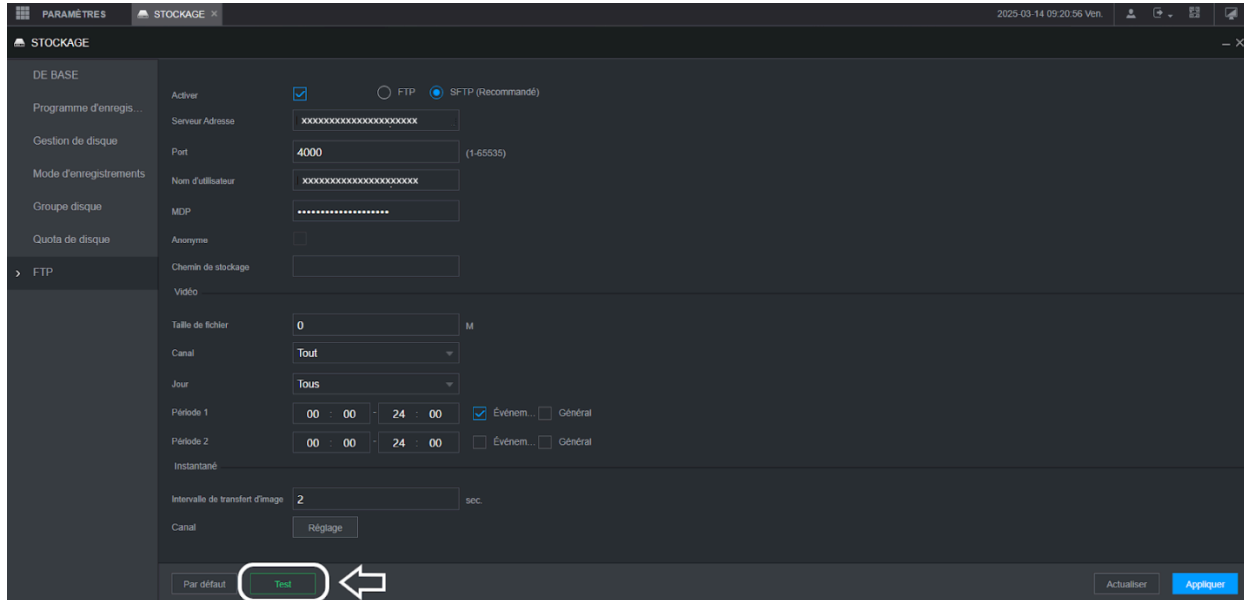 PARAMÈTRES STOCKAGE × 2025-03-14 09:20:56 Ven.
STOCKAGE
DE BASE
Programme d'enregis...
Gestion de disque
Mode d'enregistrements
Groupe disque
Quota de disque
FTP
Activer FTP SFTP (Recommandé)
Serveur Adresse xxxxxxxxxxxxxxxxxxxxx
Port 4000 (1-65535)
Nom d'utilisateur xxxxxxxxxxxxxxxxxxxxx
MDP ••••••••••••••••••••
Anonyme
Chemin de stockage
Vidéo
Taille de fichier 0 M
Canal Tout
Jour Tous
Période 1 00 : 00 - 24 : 00 Événem... Général
Période 2 00 : 00 - 24 : 00 Événem... Général
Instantané
Intervalle de transfert d'image 2 sec.
Canal Réglage
Par défaut Test Actualiser Appliquer